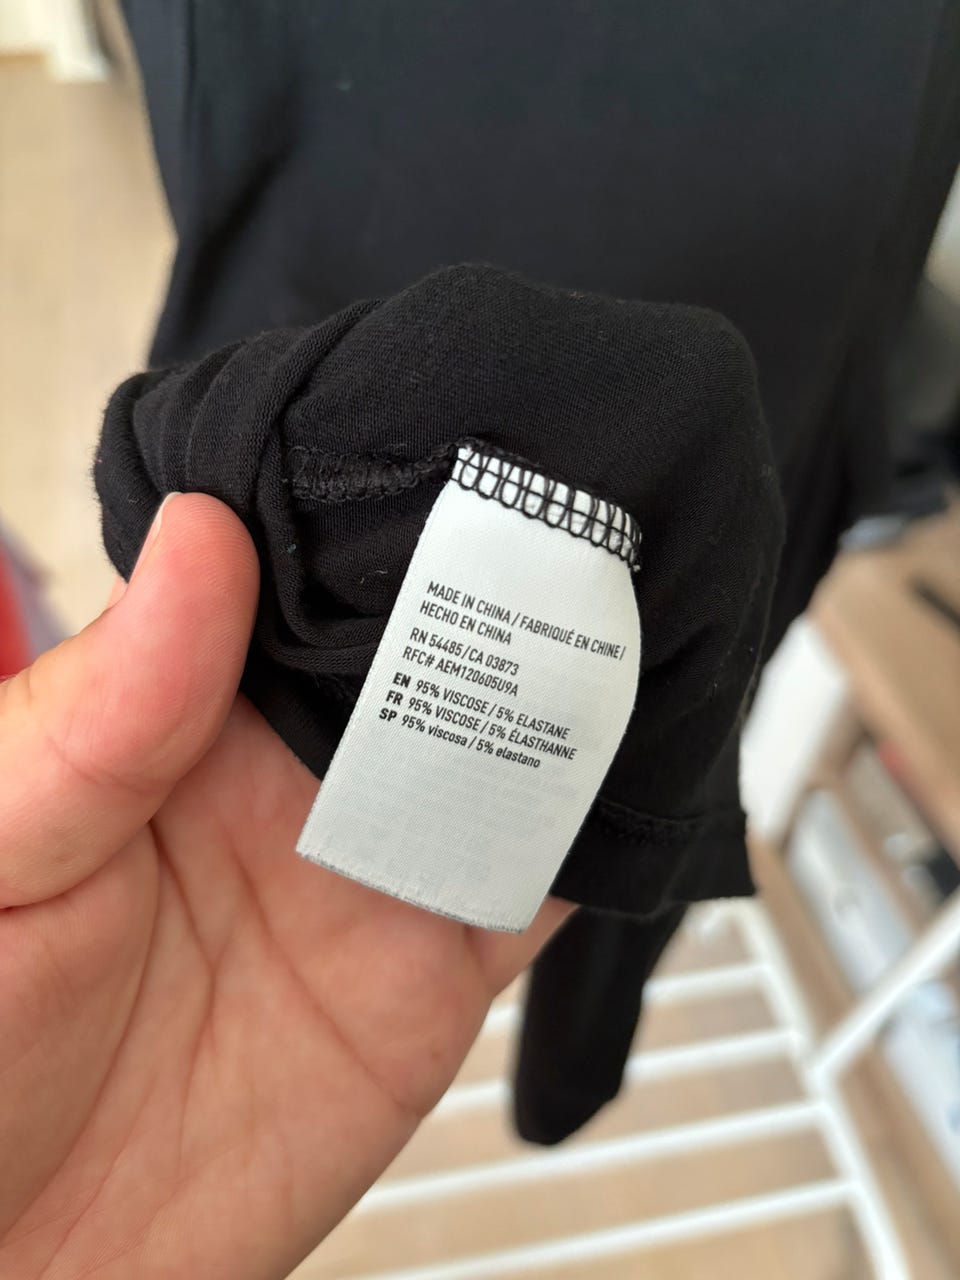 MADE IN CHINA / FABRIQUÉ EN CHINE /
HECHO EN CHINA
RN 54485 / CA 03873
RFC# AEM120605U9A
EN 95% VISCOSE / 5% ELASTANE
FR 95% VISCOSE / 5% ÉLASTHANNE
SP 95% viscosa / 5% elastano